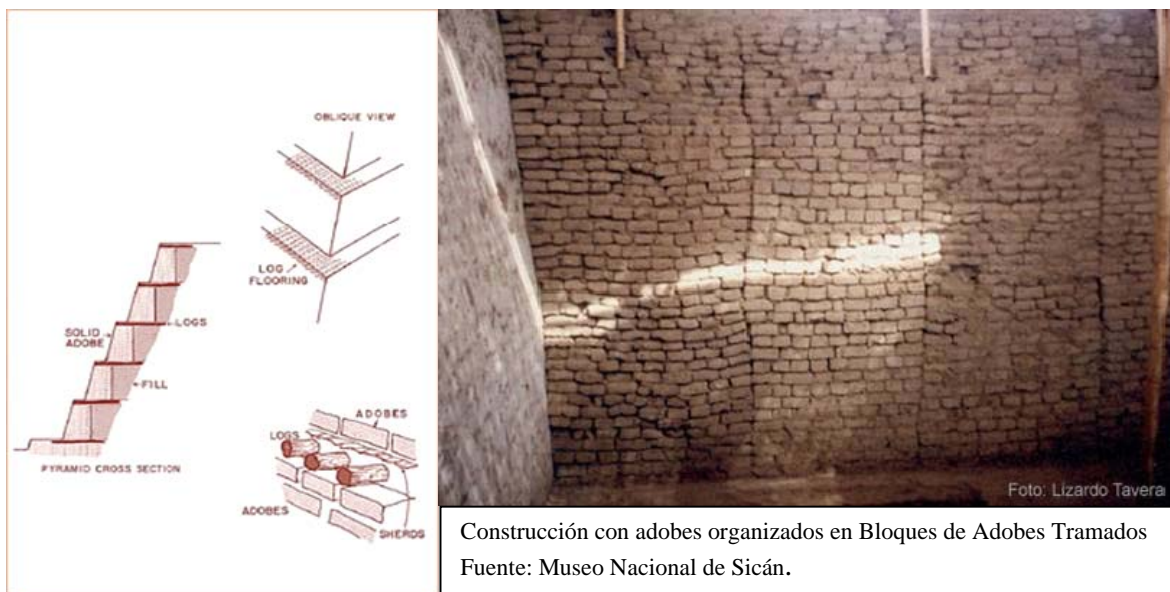 OBLIQUE VIEW
LOG
FLOORING
LOGS
SOLID
ADOBE
FILL
PYRAMID CROSS SECTION
ADOBES
LOGS
ADOBES
SHERDS
Foto: Lizardo Tavera
Construcción con adobes organizados en Bloques de Adobes Tramados
Fuente: Museo Nacional de Sicán.